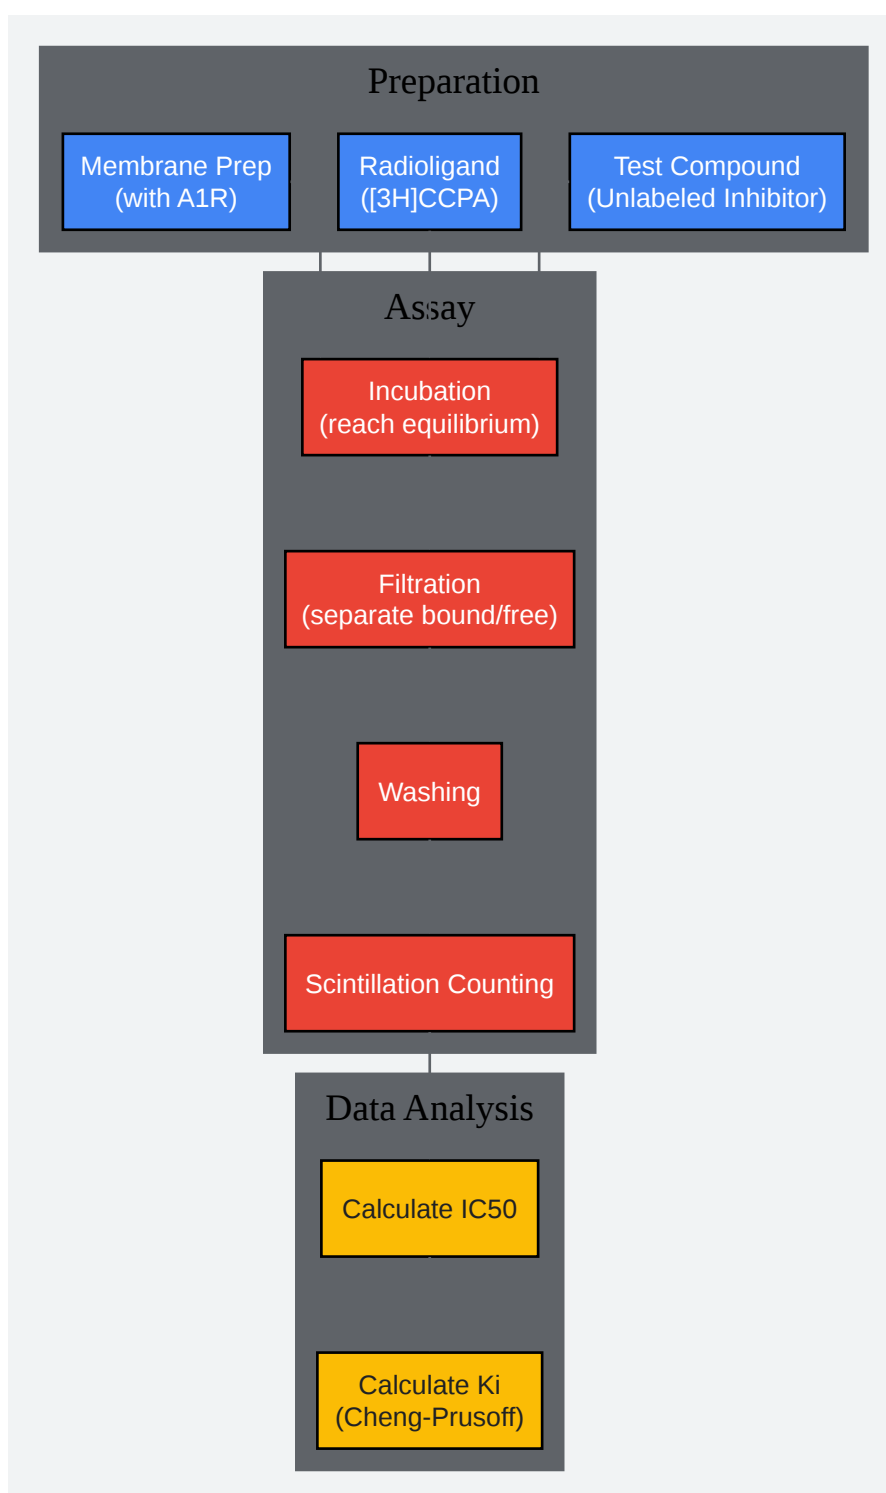 Preparation
Membrane Prep
(with A1R)
Radioligand
([3H]CCPA)
Test Compound
(Unlabeled Inhibitor)
Assay
Incubation
(reach equilibrium)
Filtration
(separate bound/free)
Washing
Scintillation Counting
Data Analysis
Calculate IC50
Calculate Ki
(Cheng-Prusoff)